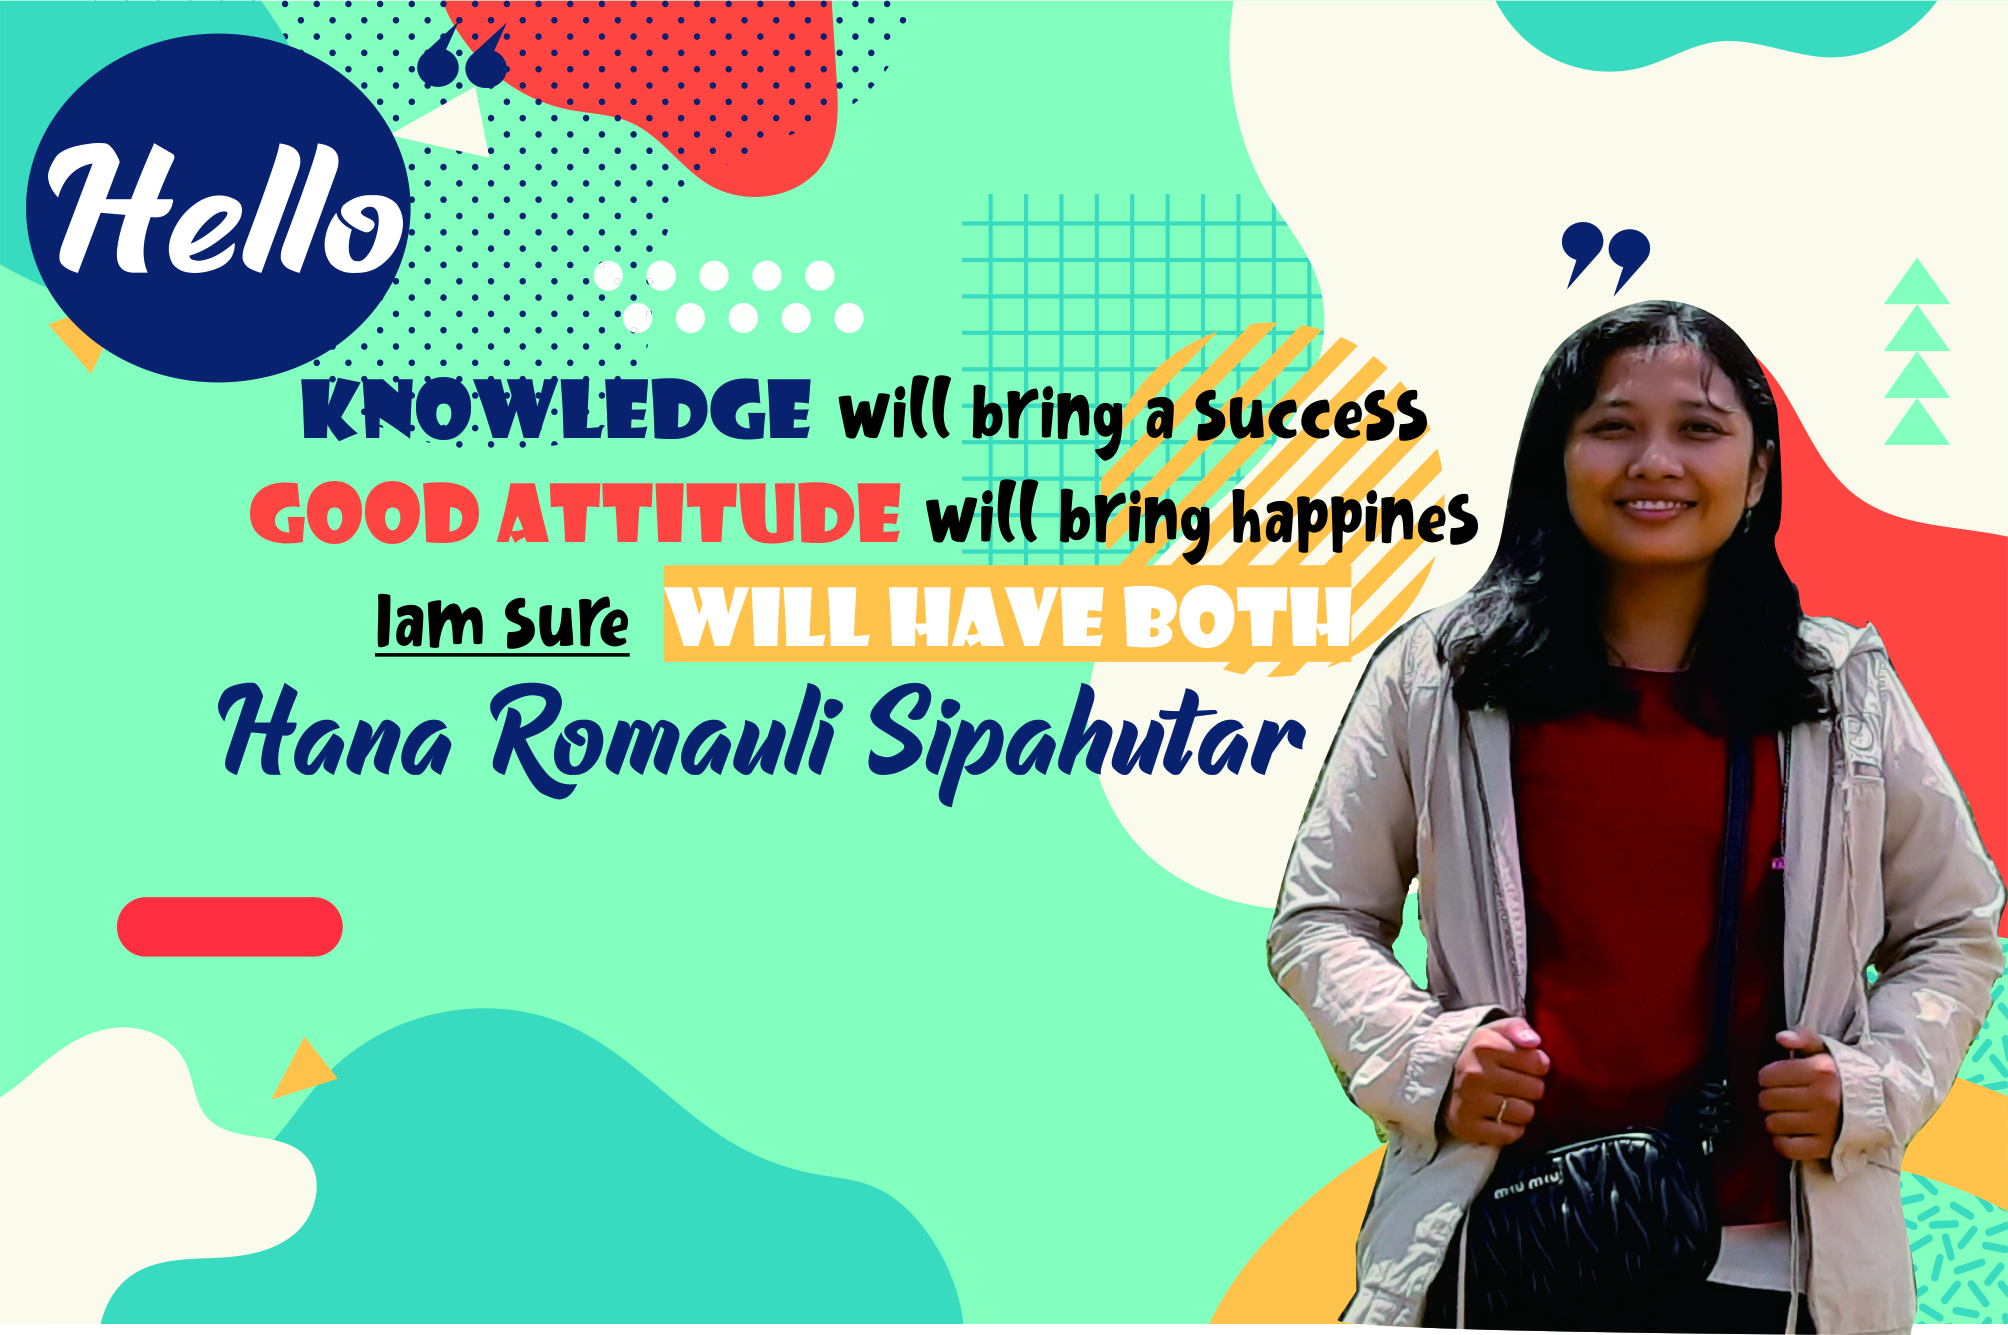 Hello
“
KNOWLEDGE will bring a success
GOOD ATTITUDE will bring happines
Iam sure WILL HAVE BOTH
Hana Romauli Sipahutar
”
miu miu